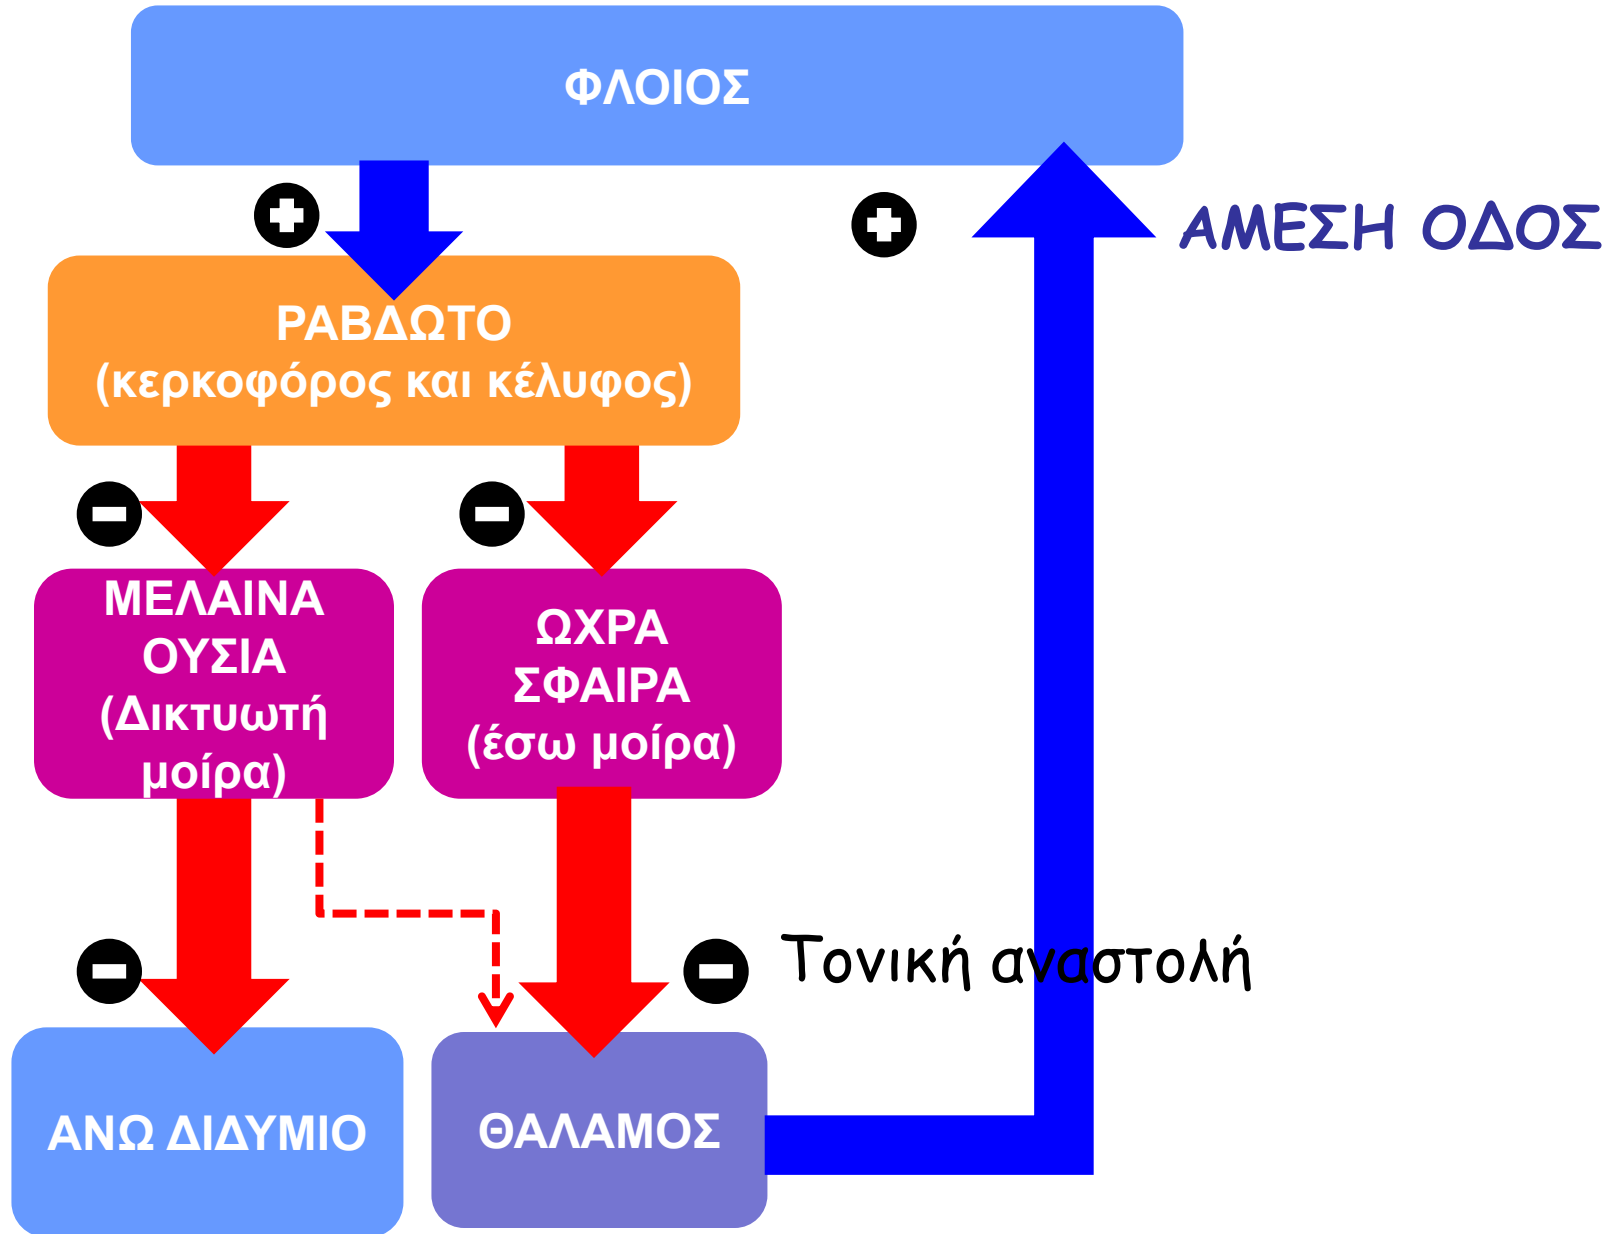 ΦΛΟΙΟΣ
ΑΜΕΣΗ ΟΔΟΣ
ΡΑΒΔΩΤΟ
(κερκοφόρος και κέλυφος)
ΜΕΛΑΙΝΑ
ΟΥΣΙΑ
(Δικτυωτή
μοίρα)
ΩΧΡΑ
ΣΦΑΙΡΑ
(έσω μοίρα)
Τονική αναστολή
ΑΝΩ ΔΙΔΥΜΙΟ
ΘΑΛΑΜΟΣ